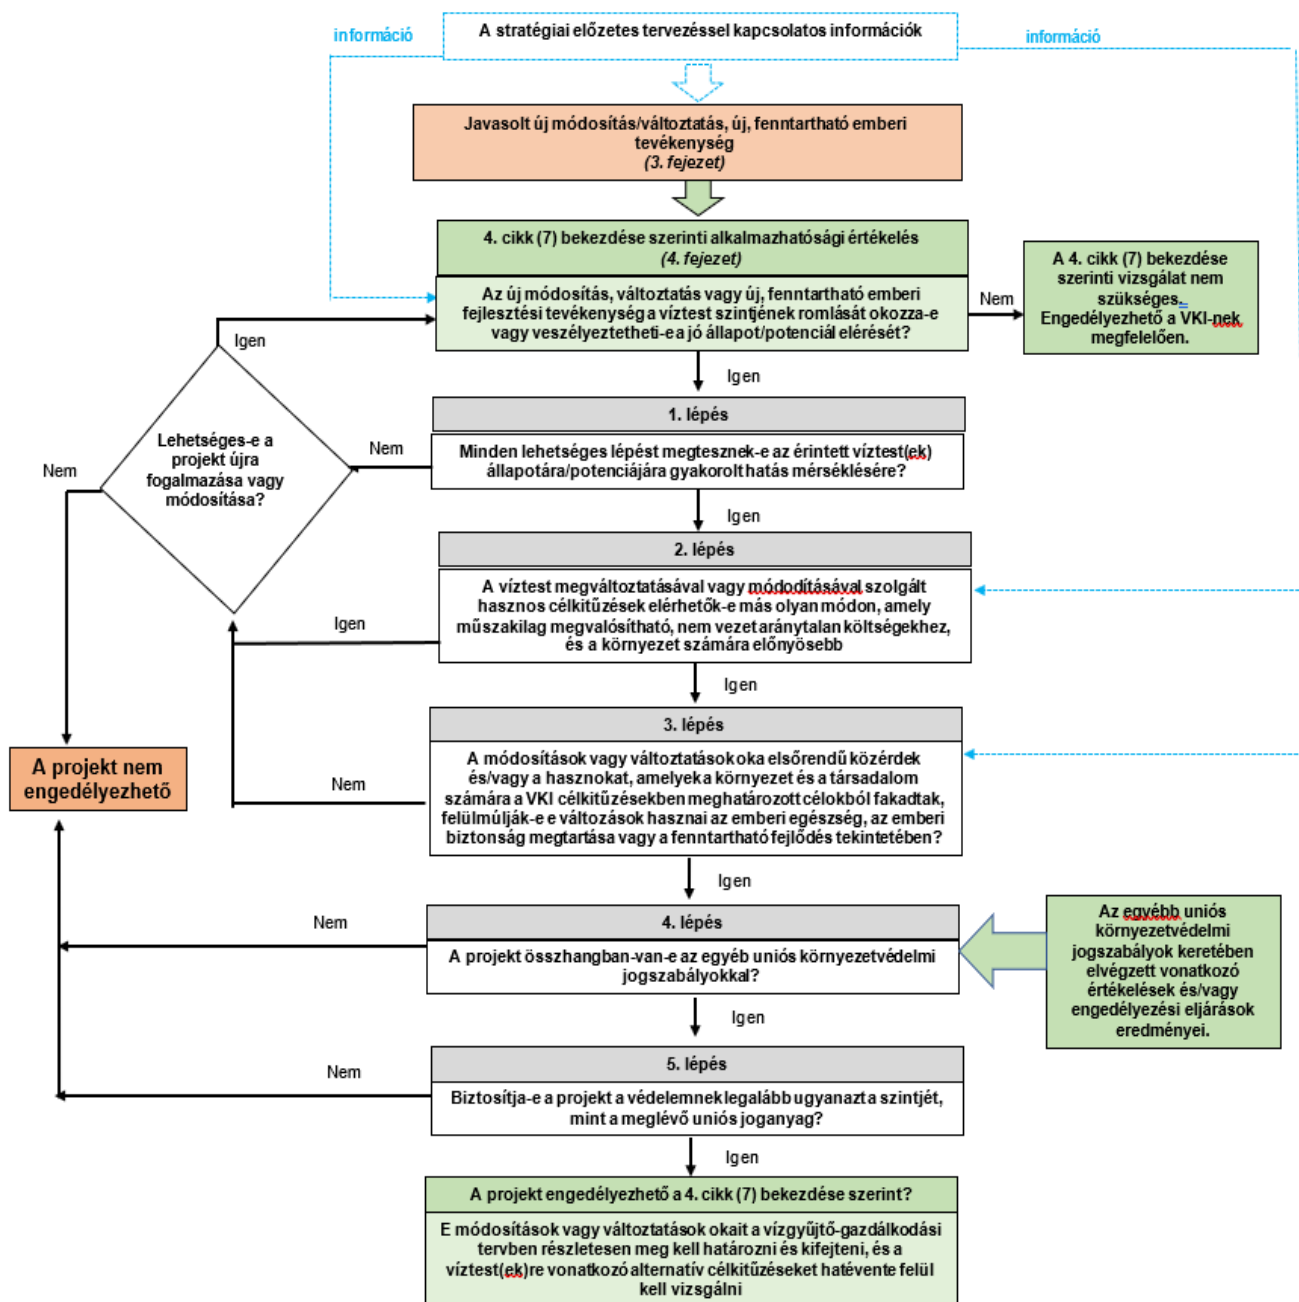 információ
A stratégiai előzetes tervezéssel kapcsolatos információk
információ
Javasolt új módosítás/változtatás, új, fenntartható emberi
tevékenység
(3. fejezet)
4. cikk (7) bekezdése szerinti alkalmazhatósági értékelés
(4. fejezet)
Az új módosítás, változtatás vagy új, fenntartható emberi
fejlesztési tevékenység a víztest szintjének romlását okozza-e
vagy veszélyeztetheti-e a jó állapot/potenciál elérését?
Nem
A 4. cikk (7) bekezdése
szerinti vizsgálat nem
szükséges.
Engedélyezhető a VKI-nek
megfelelően.
Igen
Igen
1. lépés
Minden lehetséges lépést megtesznek-e az érintett víztest(ek)
állapotára/potenciájára gyakorolt hatás mérséklésére?
Nem
Lehetséges-e a
projekt újra
fogalmazása vagy
módosítása?
Nem
Igen
2. lépés
A víztest megváltoztatásával vagy módodításával szolgált
hasznos célkitűzések elérhetők-e más olyan módon, amely
műszakilag megvalósítható, nem vezet aránytalan költségekhez,
és a környezet számára előnyösebb
Igen
Igen
3. lépés
A módosítások vagy változtatások oka elsőrendű közérdek
és/vagy a hasznokat, amelyek a környezet és a társadalom
számára a VKI célkitűzésekben meghatározott célokból fakadtak,
felülmúlják-e e változások hasznai az emberi egészség, az emberi
biztonság megtartása vagy a fenntartható fejlődés tekintetében?
Nem
A projekt nem
engedélyezhető
Igen
4. lépés
A projekt összhangban-van-e az egyéb uniós környezetvédelmi
jogszabályokkal?
Nem
Az egyébb uniós
környezetvédelmi
jogszabályok keretében
elvégzett vonatkozó
értékelések és/vagy
engedélyezési eljárások
eredményei.
Igen
5. lépés
Biztosítja-e a projekt a védelemnek legalább ugyanazt a szintjét,
mint a meglévő uniós joganyag?
Nem
Igen
A projekt engedélyezhető a 4. cikk (7) bekezdése szerint?
E módosítások vagy változtatások okait a vízgyűjtő-gazdálkodási
tervben részletesen meg kell határozni és kifejteni, és a
víztest(ek)re vonatkozó alternatív célkitűzéseket hatévente felül
kell vizsgálni